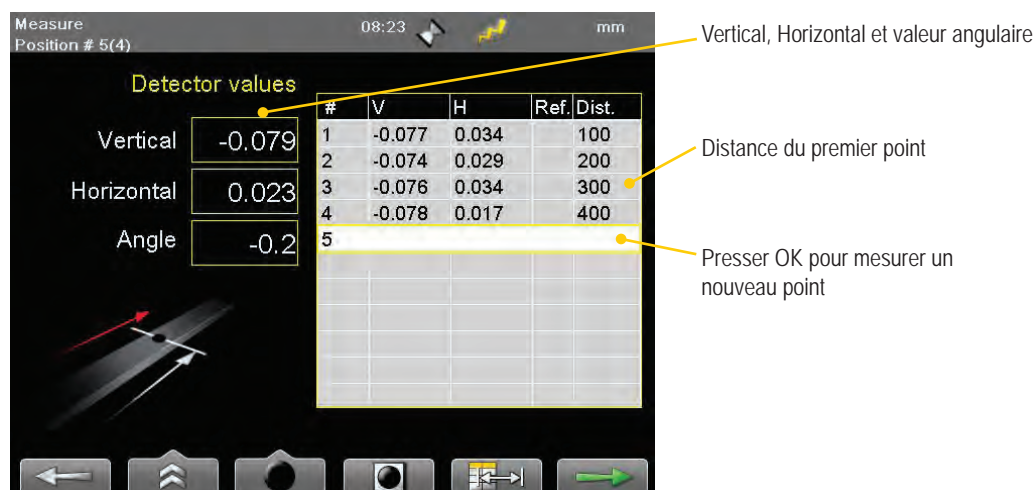 Measure 08:23 mm
Position # 5(4)
Vertical, Horizontal et valeur angulaire
Detector values
# V H Ref. Dist.
Vertical -0.079
1 -0.077 0.034 100
2 -0.074 0.029 200
Horizontal 0.023
3 -0.076 0.034 300
4 -0.078 0.017 400
Angle -0.2
5
Distance du premier point
Presser OK pour mesurer un
nouveau point